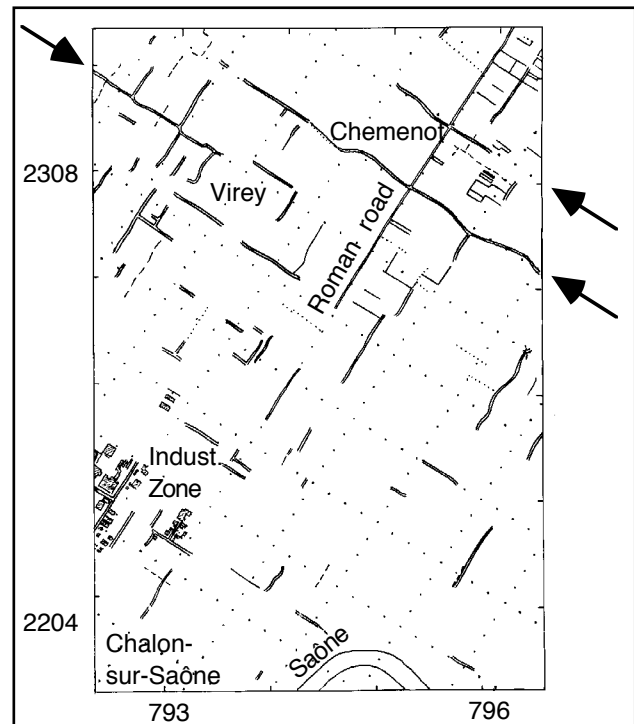 Chemenot
2308
Virey
Roman road
Indust.
Zone
2204
Chalon-
sur-Saône
Saône
793
796